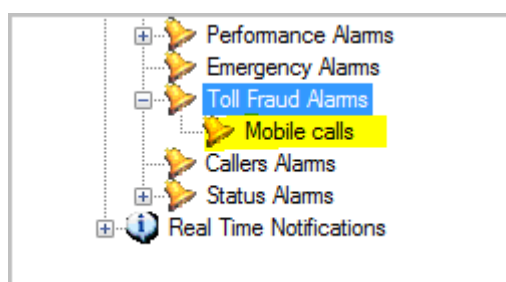 Performance Alarms
Emergency Alarms
Toll Fraud Alarms
Mobile calls
Callers Alarms
Status Alarms
Real Time Notifications